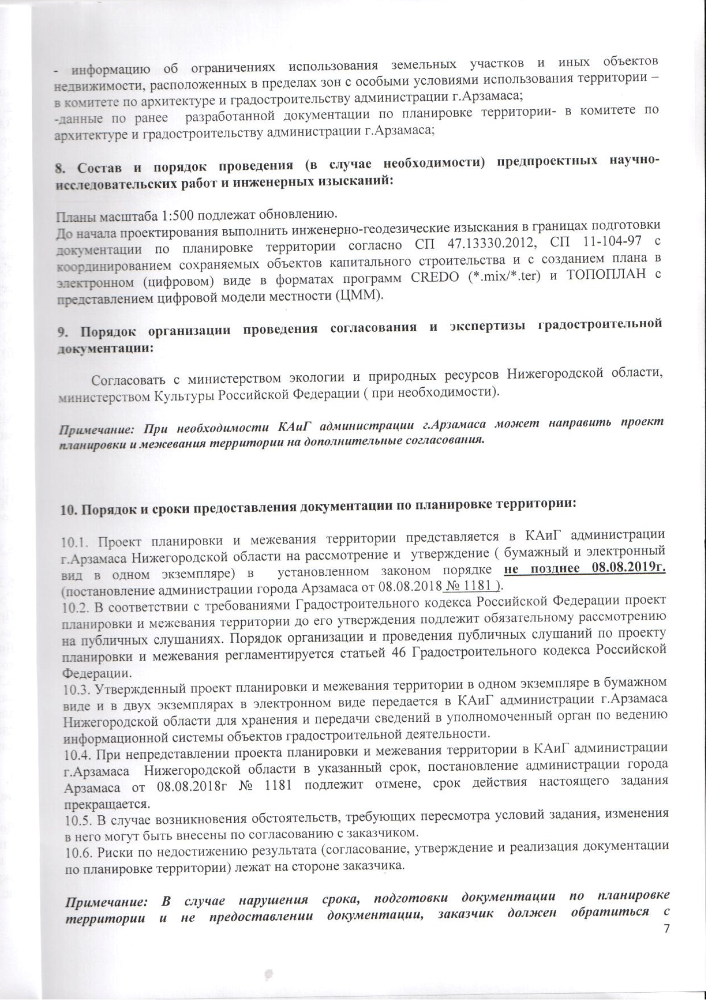 - информацию об ограничениях использования земельных участков и иных объектов
недвижимости, расположенных в пределах зон с особыми условиями использования территории –
в комитете по архитектуре и градостроительству администрации г.Арзамаса;
-данные по ранее разработанной документации по планировке территории- в комитете по
архитектуре и градостроительству администрации г.Арзамаса;
8. Состав и порядок проведения (в случае необходимости) предпроектных научно-
исследовательских работ и инженерных изысканий:
Планы масштаба 1:500 подлежат обновлению.
До начала проектирования выполнить инженерно-геодезические изыскания в границах подготовки
документации по планировке территории согласно СП 47.13330.2012, СП 11-104-97 с
координированием сохраняемых объектов капитального строительства и с созданием плана в
электронном (цифровом) виде в форматах программ CREDO (*.mix/*.ter) и ТОПОПЛАН с
представлением цифровой модели местности (ЦММ).
9. Порядок организации проведения согласования и экспертизы градостроительной
документации:
Согласовать с министерством экологии и природных ресурсов Нижегородской области,
министерством Культуры Российской Федерации ( при необходимости).
Примечание: При необходимости КАиГ администрации г.Арзамаса может направить проект
планировки и межевания территории на дополнительные согласования.
10. Порядок и сроки предоставления документации по планировке территории:
10.1. Проект планировки и межевания территории представляется в КАиГ администрации
г.Арзамаса Нижегородской области на рассмотрение и утверждение ( бумажный и электронный
вид в одном экземпляре) в установленном законом порядке не позднее 08.08.2019г.
(постановление администрации города Арзамаса от 08.08.2018 № 1181 ).
10.2. В соответствии с требованиями Градостроительного кодекса Российской Федерации проект
планировки и межевания территории до его утверждения подлежит обязательному рассмотрению
на публичных слушаниях. Порядок организации и проведения публичных слушаний по проекту
планировки и межевания регламентируется статьей 46 Градостроительного кодекса Российской
Федерации.
10.3. Утвержденный проект планировки и межевания территории в одном экземпляре в бумажном
виде и в двух экземплярах в электронном виде передается в КАиГ администрации г.Арзамаса
Нижегородской области для хранения и передачи сведений в уполномоченный орган по ведению
информационной системы объектов градостроительной деятельности.
10.4. При непредставлении проекта планировки и межевания территории в КАиГ администрации
г.Арзамаса Нижегородской области в указанный срок, постановление администрации города
Арзамаса от 08.08.2018г № 1181 подлежит отмене, срок действия настоящего задания
прекращается.
10.5. В случае возникновения обстоятельств, требующих пересмотра условий задания, изменения
в него могут быть внесены по согласованию с заказчиком.
10.6. Риски по недостижению результата (согласование, утверждение и реализация документации
по планировке территории) лежат на стороне заказчика.
Примечание: В случае нарушения срока, подготовки документации по планировке
территории и не предоставлении документации, заказчик должен обратиться с
7